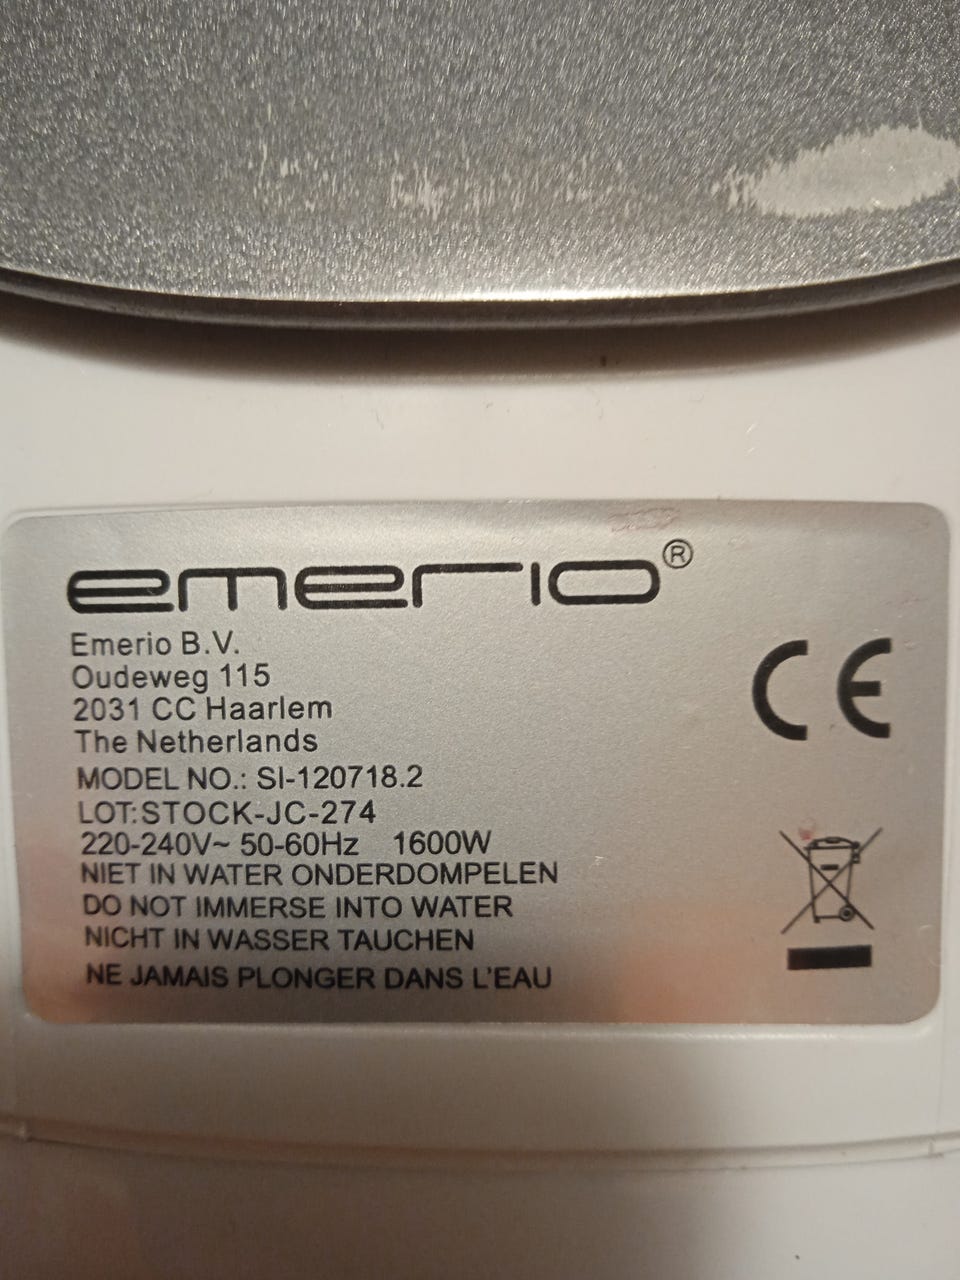 emerio®
Emerio B.V.
Oudeweg 115
2031 CC Haarlem
The Netherlands
MODEL NO.: SI-120718.2
LOT:STOCK-JC-274
220-240V~ 50-60Hz 1600W
NIET IN WATER ONDERDOMPELEN
DO NOT IMMERSE INTO WATER
NICHT IN WASSER TAUCHEN
NE JAMAIS PLONGER DANS L'EAU
CE